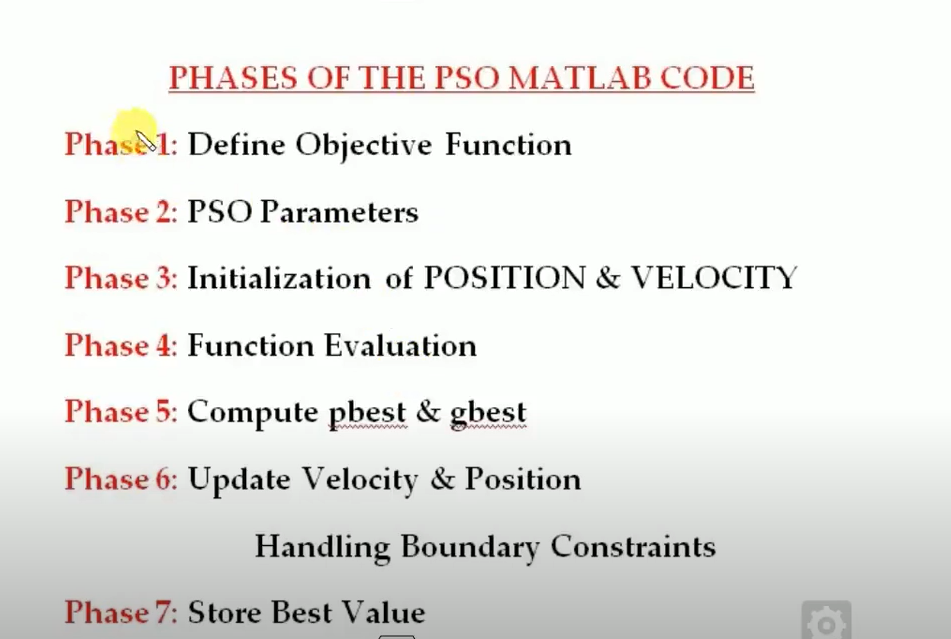 PHASES OF THE PSO MATLAB CODE
Phase 1: Define Objective Function
Phase 2: PSO Parameters
Phase 3: Initialization of POSITION & VELOCITY
Phase 4: Function Evaluation
Phase 5: Compute pbest & gbest
Phase 6: Update Velocity & Position
Handling Boundary Constraints
Phase 7: Store Best Value